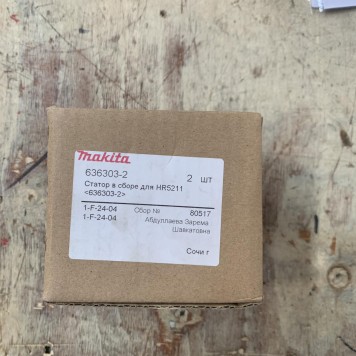 makita
636303-2 2 шт
Статор в сборе для HR5211
<636303-2>
1-F-24-04 Сбор № 80517
1-F-24-04 Абдуллаева Зарема
Шавкатовна
Сочи г